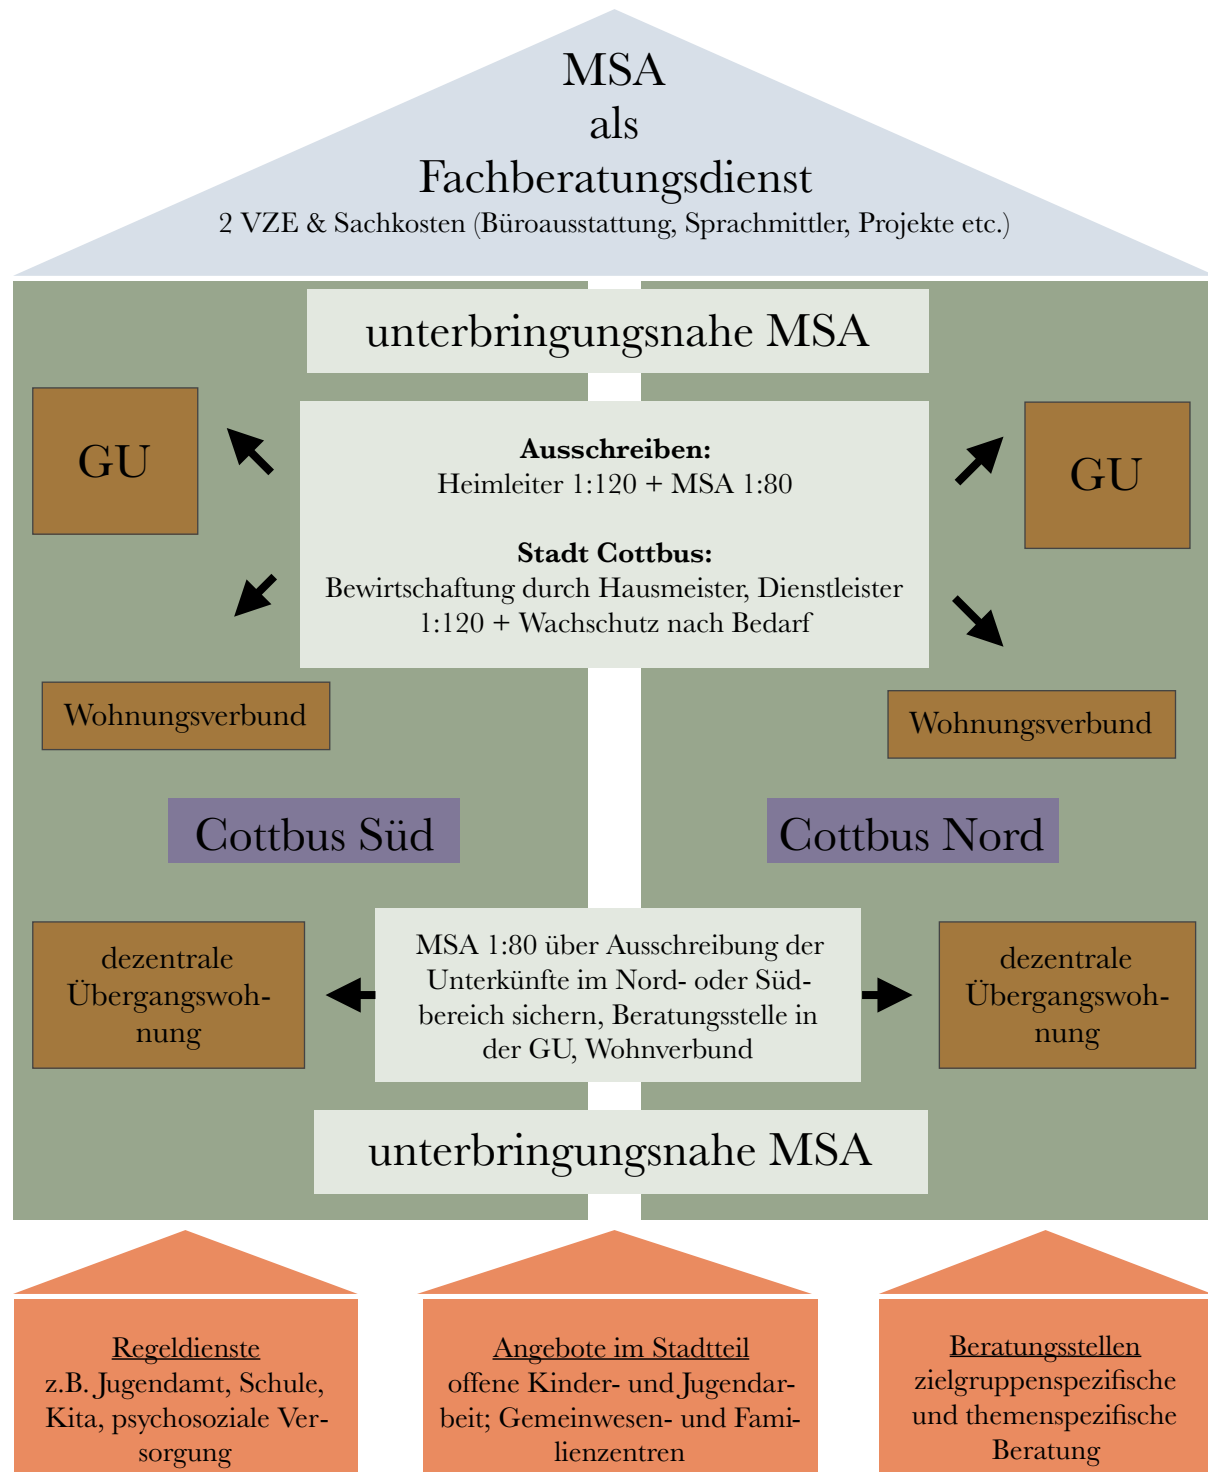 MSA
als
Fachberatungsdienst
2 VZE & Sachkosten (Büroausstattung, Sprachmittler, Projekte etc.)
unterbringungsnahe MSA
GU
Ausschreiben:
Heimleiter 1:120 + MSA 1:80
Stadt Cottbus:
Bewirtschaftung durch Hausmeister, Dienstleister
1:120 + Wachschutz nach Bedarf
GU
Wohnungsverbund
Wohnungsverbund
Cottbus Süd
Cottbus Nord
dezentrale
Übergangswoh-
nung
MSA 1:80 über Ausschreibung der
Unterkünfte im Nord- oder Süd-
bereich sichern, Beratungsstelle in
der GU, Wohnverbund
dezentrale
Übergangswoh-
nung
unterbringungsnahe MSA
Regeldienste
z.B. Jugendamt, Schule,
Kita, psychosoziale Ver-
sorgung
Angebote im Stadtteil
offene Kinder- und Jugendar-
beit; Gemeinwesen- und Fami-
lienzentren
Beratungsstellen
zielgruppenspezifische
und themenspezifische
Beratung